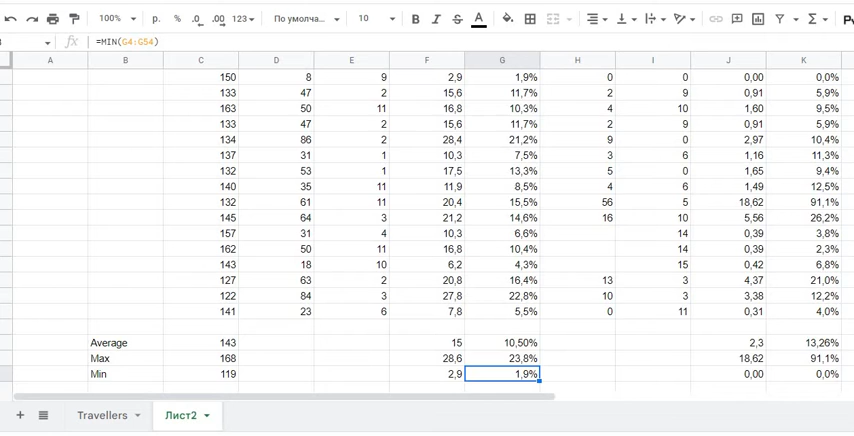 100% р. % .0 .00 123 По умолча... 10 B I S A Σ
=MIN(G4:G54)
A B C D E F G H I J K
150 8 9 2,9 1,9% 0 0 0,00 0,0%
133 47 2 15,6 11,7% 2 9 0,91 5,9%
163 50 11 16,8 10,3% 4 10 1,60 9,5%
133 47 2 15,6 11,7% 2 9 0,91 5,9%
134 86 2 28,4 21,2% 9 0 2,97 10,4%
137 31 1 10,3 7,5% 3 6 1,16 11,3%
132 53 1 17,5 13,3% 5 0 1,65 9,4%
140 35 11 11,9 8,5% 4 6 1,49 12,5%
132 61 11 20,4 15,5% 56 5 18,62 91,1%
145 64 3 21,2 14,6% 16 10 5,56 26,2%
157 31 4 10,3 6,6% 14 0,39 3,8%
162 50 11 16,8 10,4% 14 0,39 2,3%
143 18 10 6,2 4,3% 15 0,42 6,8%
127 63 2 20,8 16,4% 13 3 4,37 21,0%
122 84 3 27,8 22,8% 10 3 3,38 12,2%
141 23 6 7,8 5,5% 0 11 0,31 4,0%
Average 143 15 10,50% 2,3 13,26%
Max 168 28,6 23,8% 18,62 91,1%
Min 119 2,9 1,9% 0,00 0,0%
Travellers Лист2